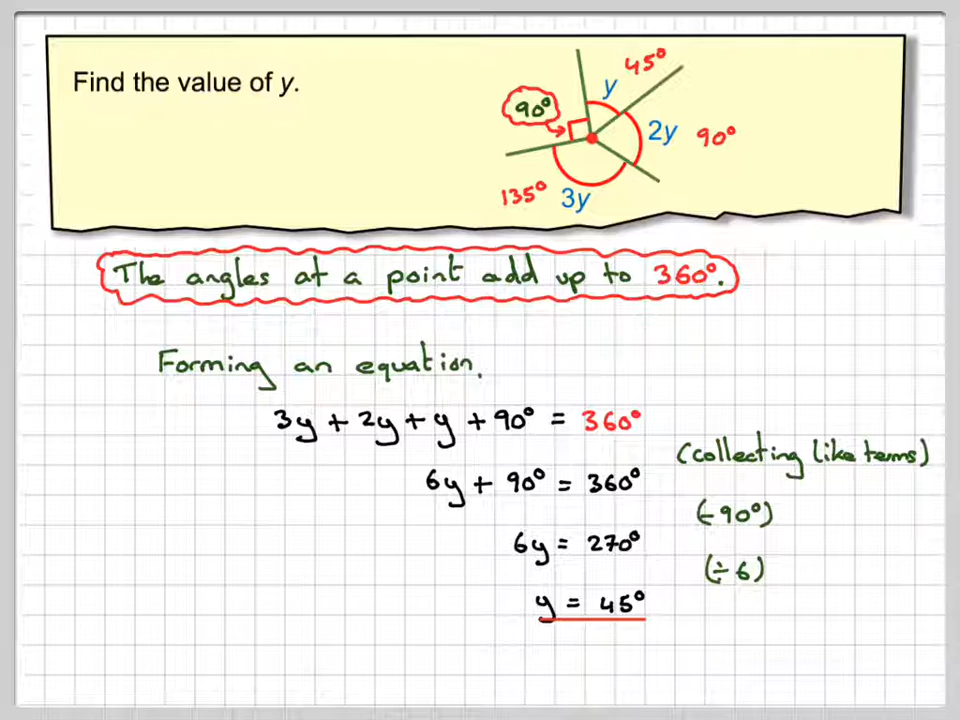 Find the value of y.
45°
y
90°
2y 90°
135° 3y
The angles at a point add up to 360°.
Forming an equation.
3y + 2y + y + 90° = 360°
(collecting like terms)
6y + 90° = 360°
(-90°)
6y = 270°
(÷6)
y = 45°